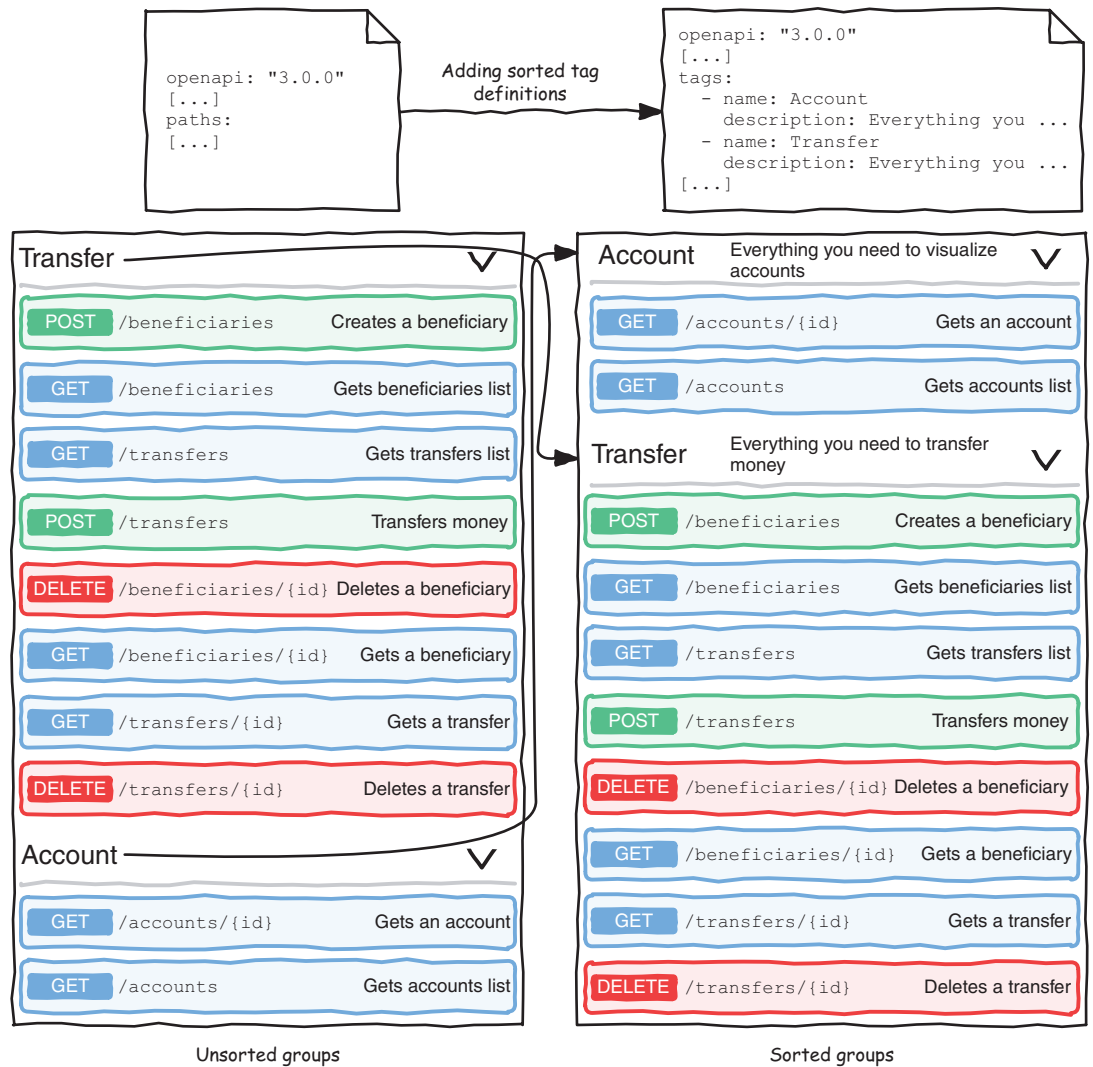 openapi: "3.0.0"
[...]
paths:
[...]
Adding sorted tag
definitions
openapi: "3.0.0"
[...]
tags:
- name: Account
description: Everything you ...
- name: Transfer
description: Everything you ...
[...]
Transfer
POST /beneficiaries Creates a beneficiary
GET /beneficiaries Gets beneficiaries list
GET /transfers Gets transfers list
POST /transfers Transfers money
DELETE /beneficiaries/{id} Deletes a beneficiary
GET /beneficiaries/{id} Gets a beneficiary
GET /transfers/{id} Gets a transfer
DELETE /transfers/{id} Deletes a transfer
Account
GET /accounts/{id} Gets an account
GET /accounts Gets accounts list
Unsorted groups
Account Everything you need to visualize
accounts
GET /accounts/{id} Gets an account
GET /accounts Gets accounts list
Transfer Everything you need to transfer
money
POST /beneficiaries Creates a beneficiary
GET /beneficiaries Gets beneficiaries list
GET /transfers Gets transfers list
POST /transfers Transfers money
DELETE /beneficiaries/{id} Deletes a beneficiary
GET /beneficiaries/{id} Gets a beneficiary
GET /transfers/{id} Gets a transfer
DELETE /transfers/{id} Deletes a transfer
Sorted groups